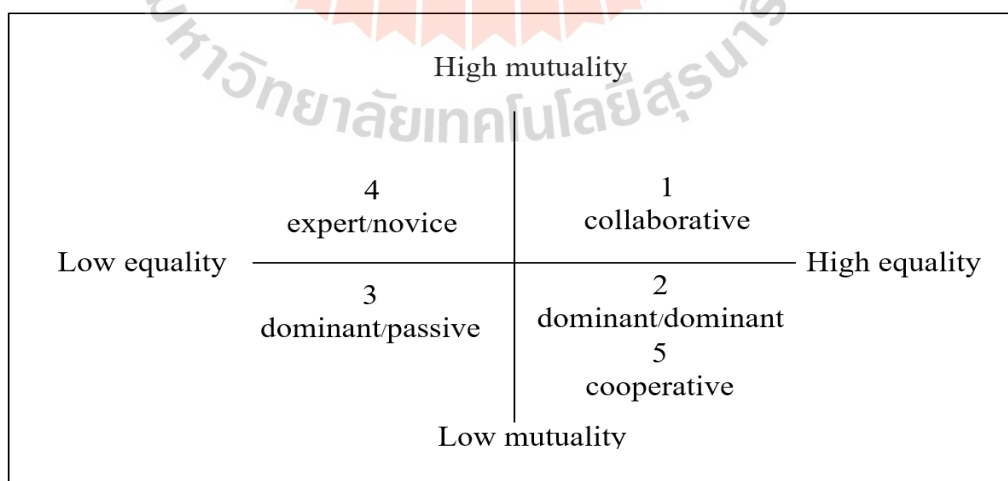 มหาวิทยาลัยเทคโนโลยีสุรนารี
High mutuality
4
expert/novice
1
collaborative
Low equality
High equality
3
dominant/passive
2
dominant/dominant
5
cooperative
Low mutuality